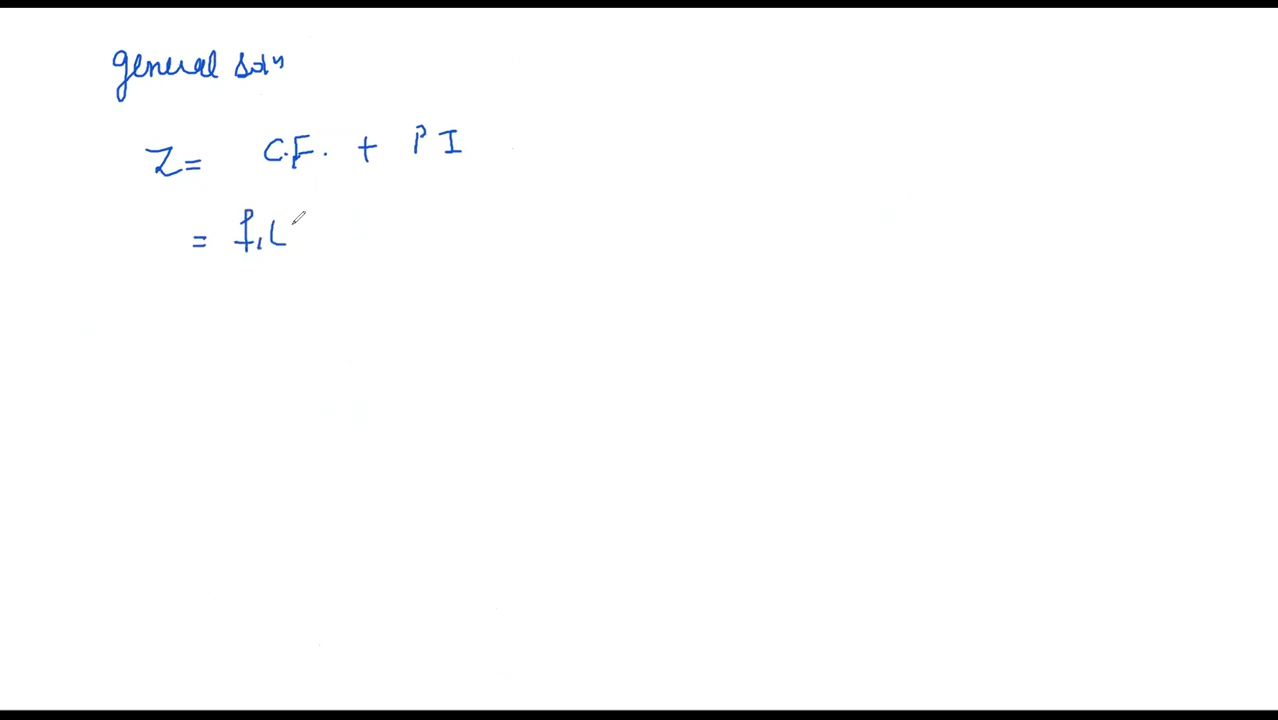 general Soln
Z = C.F. + P I
= f₁(